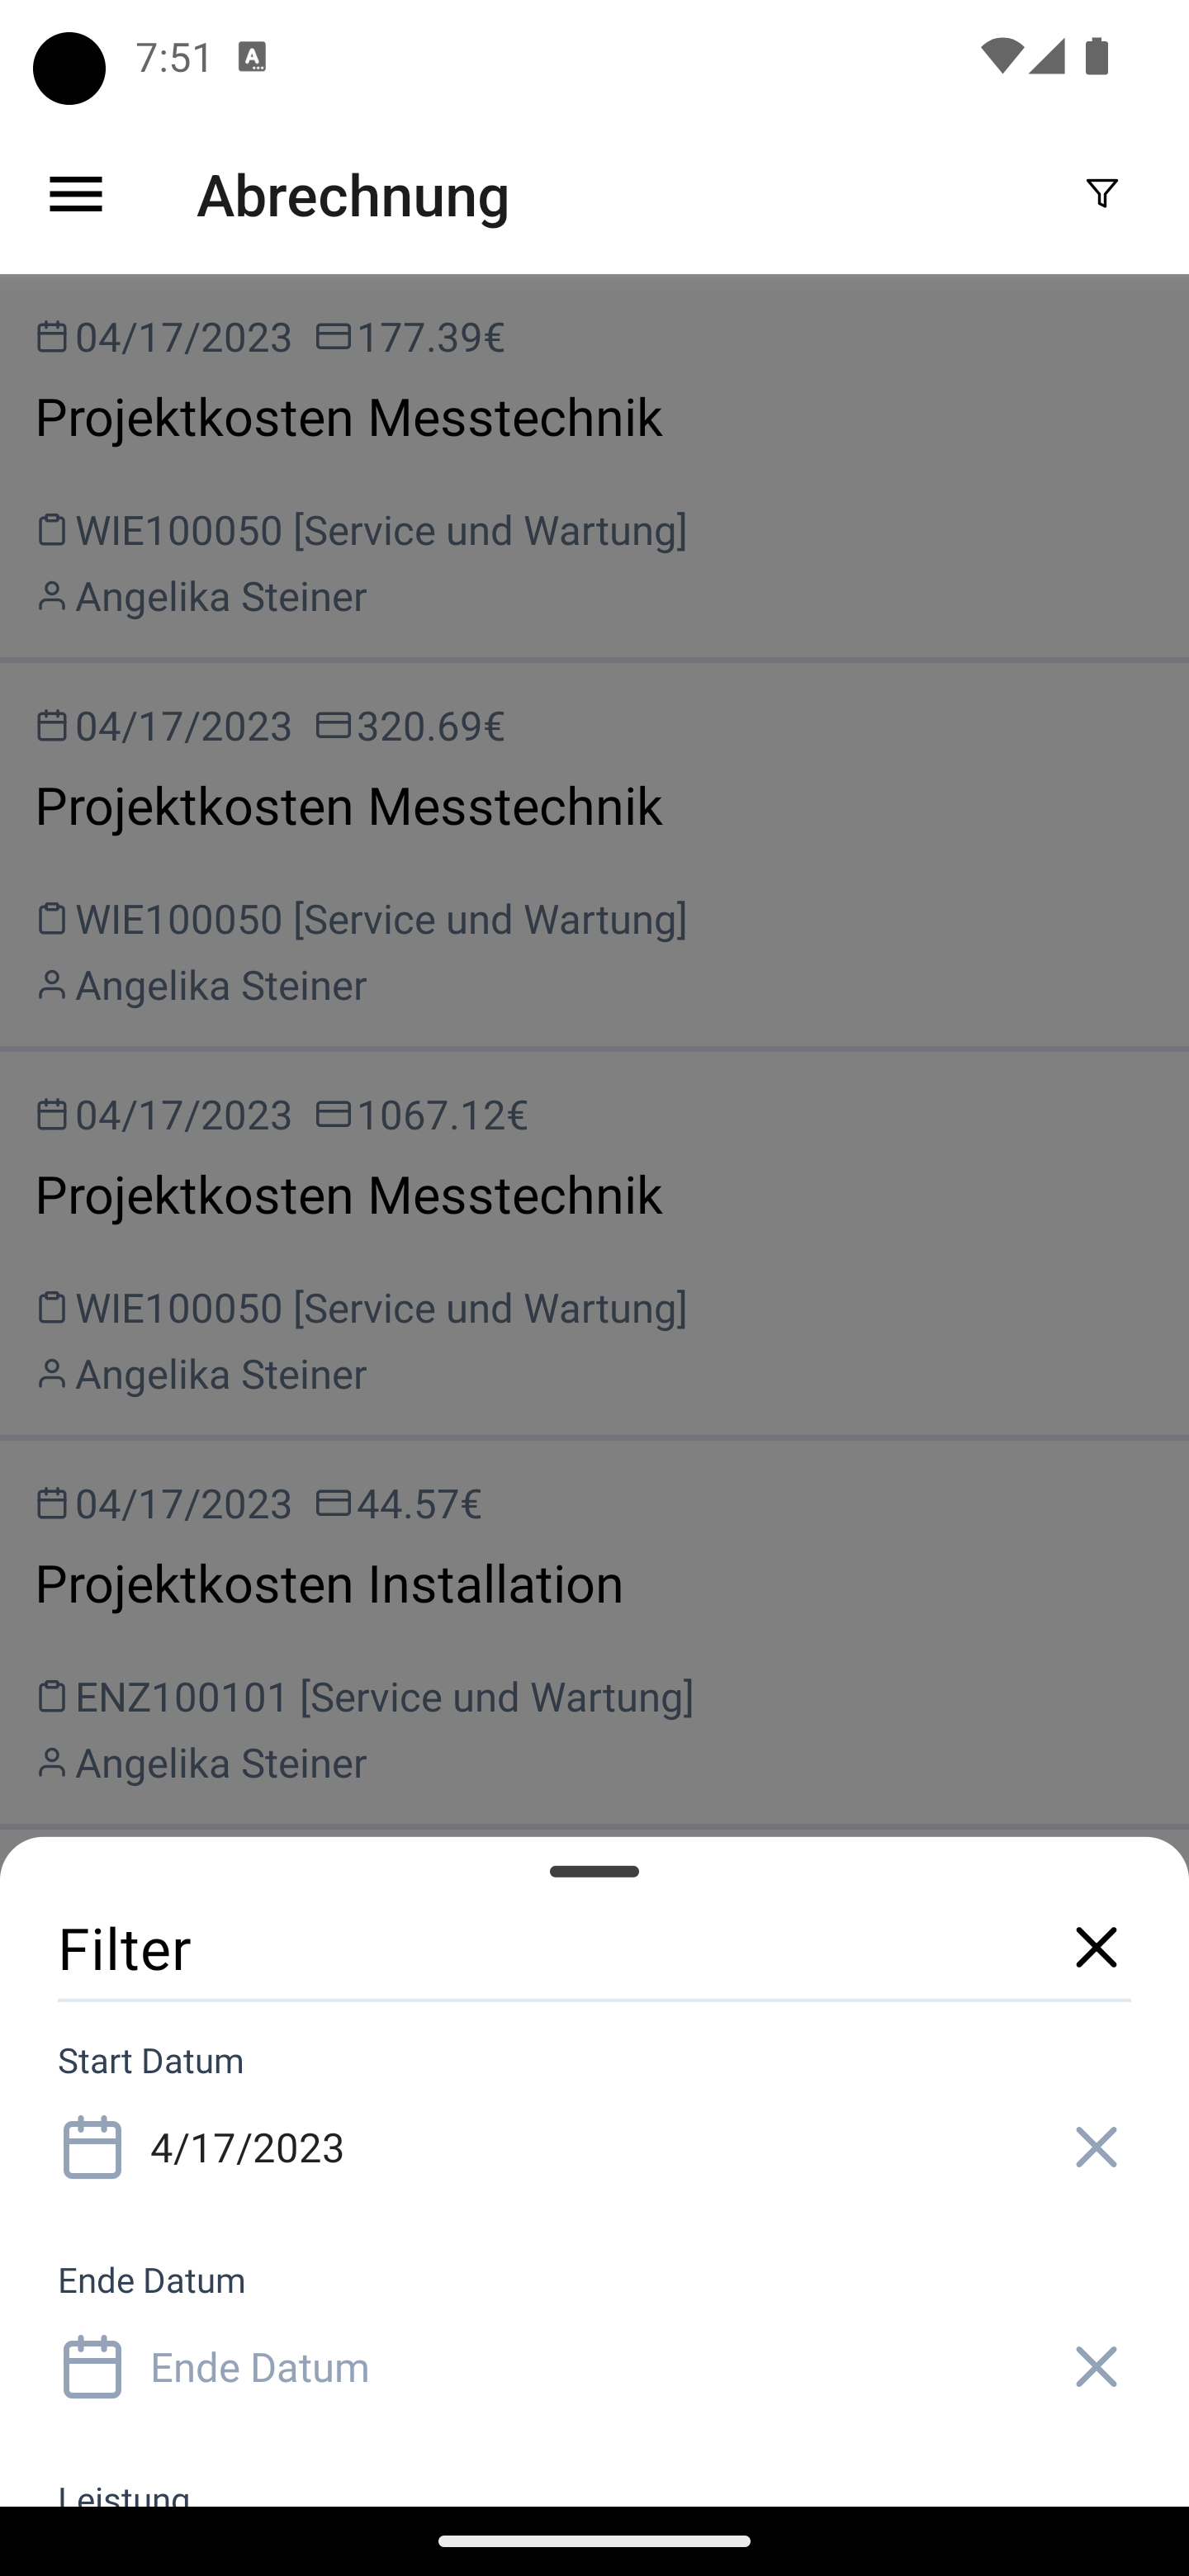 7:51
Abrechnung
04/17/2023 177.39€
Projektkosten Messtechnik
WIE100050 [Service und Wartung]
Angelika Steiner
04/17/2023 320.69€
Projektkosten Messtechnik
WIE100050 [Service und Wartung]
Angelika Steiner
04/17/2023 1067.12€
Projektkosten Messtechnik
WIE100050 [Service und Wartung]
Angelika Steiner
04/17/2023 44.57€
Projektkosten Installation
ENZ100101 [Service und Wartung]
Angelika Steiner
Filter
Start Datum
4/17/2023
Ende Datum
Ende Datum
Leistung